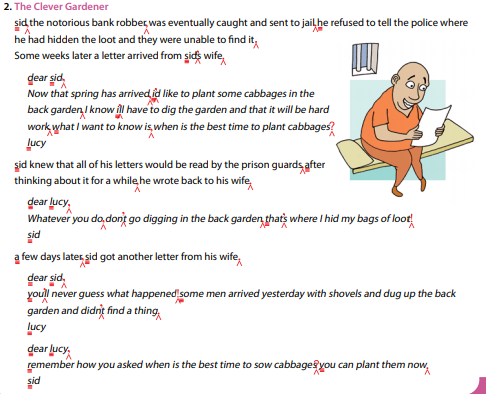 2. The Clever Gardener
sid, the notorious bank robber, was eventually caught and sent to jail. he refused to tell the police where
he had hidden the loot and they were unable to find it.
Some weeks later a letter arrived from sid's wife.
dear sid,
Now that spring has arrived, i'd like to plant some cabbages in the
back garden. I know i'll have to dig the garden and that it will be hard
work. what I want to know is, when is the best time to plant cabbages?
lucy
sid knew that all of his letters would be read by the prison guards. after
thinking about it for a while, he wrote back to his wife.
dear lucy,
Whatever you do, don't go digging in the back garden. that's where I hid my bags of loot!
sid
a few days later, sid got another letter from his wife.
dear sid,
you'll never guess what happened! some men arrived yesterday with shovels and dug up the back
garden and didn't find a thing.
lucy
dear lucy,
remember how you asked when is the best time to sow cabbages? you can plant them now.
sid